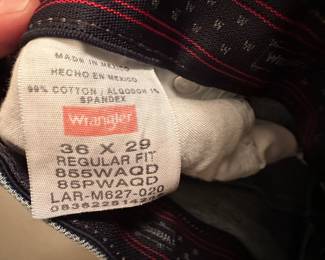 MADE IN MEXICO
HECHO EN MEXICO
99% COTTON / ALGODON 1%
SPANDEX
Wrangler
36 X 29
REGULAR FIT
855WAQD
85PWAQD
LAR-M627-020